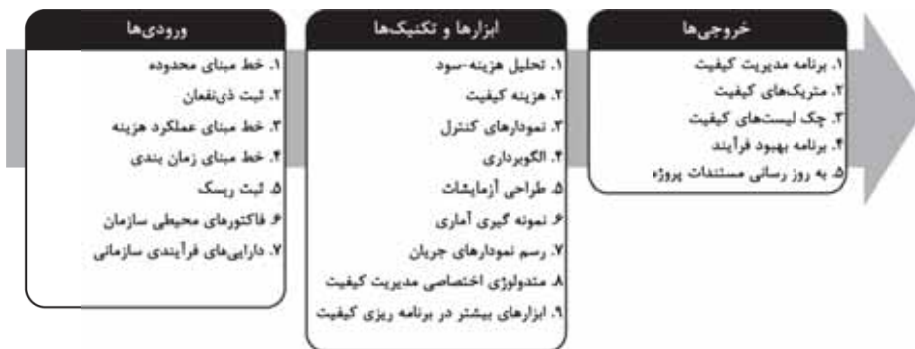 ورودی‌ها
۱. خط مبنای محدوده
۲. ثبت ذی‌نفعان
۳. خط مبنای عملکرد هزینه
۴. خط مبنای زمان بندی
۵. ثبت ریسک
۶. فاکتورهای محیطی سازمان
۷. دارایی‌های فرآیندی سازمانی
ابزارها و تکنیک‌ها
۱. تحلیل هزینه-سود
۲. هزینه کیفیت
۳. نمودارهای کنترل
۴. الگوبرداری
۵. طراحی آزمایشات
۶. نمونه گیری آماری
۷. رسم نمودارهای جریان
۸. متدولوژی اختصاصی مدیریت کیفیت
۹. ابزارهای بیشتر در برنامه ریزی کیفیت
خروجی‌ها
۱. برنامه مدیریت کیفیت
۲. متریک‌های کیفیت
۳. چک لیست‌های کیفیت
۴. برنامه بهبود فرآیند
۵. به روز رسانی مستندات پروژه